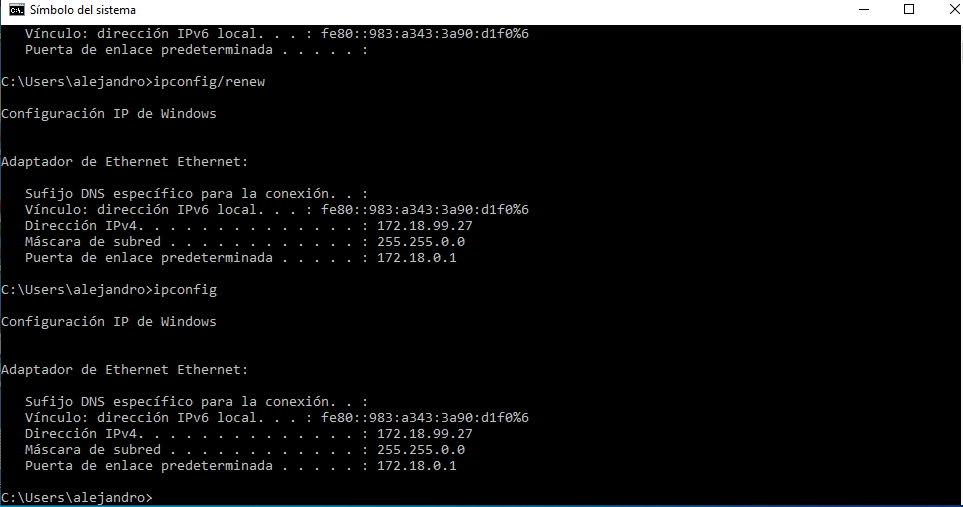 Símbolo del sistema
Vínculo: dirección IPv6 local. . . : fe80::983:a343:3a90:d1f0%6
Puerta de enlace predeterminada . . . . . :
C:\Users\alejandro>ipconfig/renew
Configuración IP de Windows
Adaptador de Ethernet Ethernet:
Sufijo DNS específico para la conexión. . :
Vínculo: dirección IPv6 local. . . : fe80::983:a343:3a90:d1f0%6
Dirección IPv4. . . . . . . . . . . . . . : 172.18.99.27
Máscara de subred . . . . . . . . . . . . : 255.255.0.0
Puerta de enlace predeterminada . . . . . : 172.18.0.1
C:\Users\alejandro>ipconfig
Configuración IP de Windows
Adaptador de Ethernet Ethernet:
Sufijo DNS específico para la conexión. . :
Vínculo: dirección IPv6 local. . . : fe80::983:a343:3a90:d1f0%6
Dirección IPv4. . . . . . . . . . . . . . : 172.18.99.27
Máscara de subred . . . . . . . . . . . . : 255.255.0.0
Puerta de enlace predeterminada . . . . . : 172.18.0.1
C:\Users\alejandro>